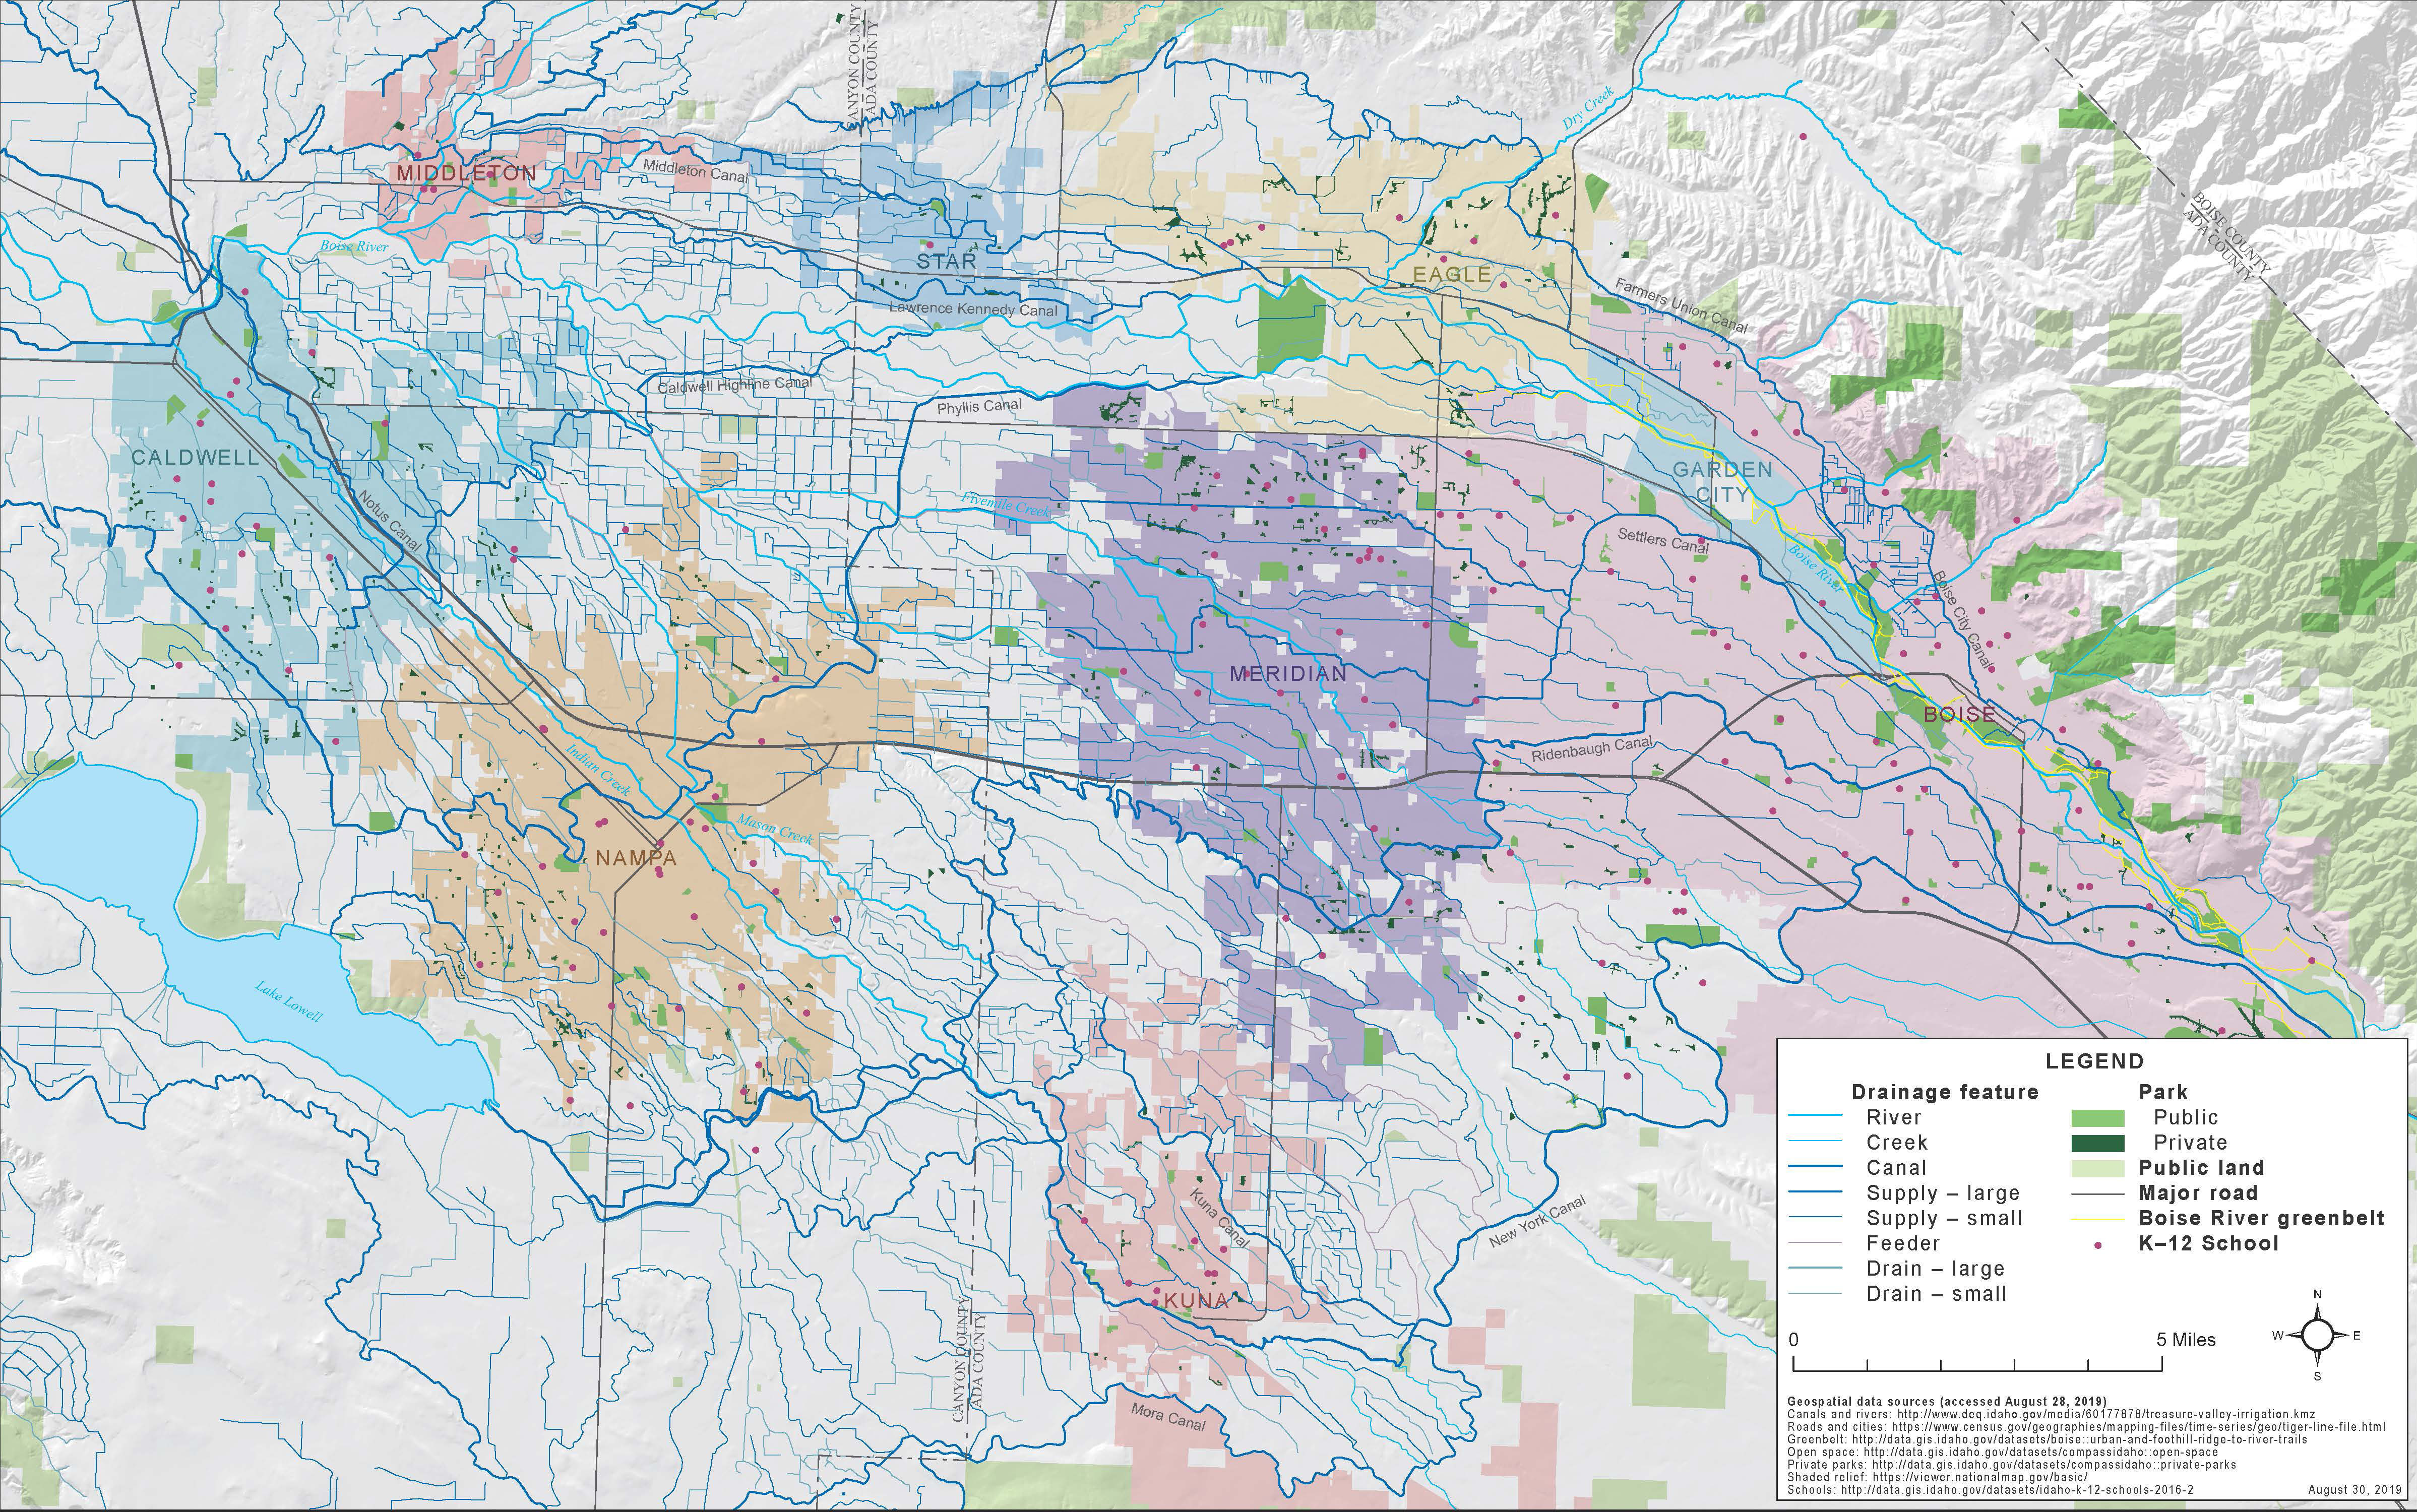 CANYON COUNTY
ADA COUNTY
Dry Creek
MIDDLETON
Middleton Canal
BOISE COUNTY
ADA COUNTY
Boise River
STAR
EAGLE
Farmers Union Canal
Lawrence Kennedy Canal
Caldwell Highline Canal
Phyllis Canal
CALDWELL
GARDEN
CITY
Fivemile Creek
Notus Canal
Settlers Canal
Boise River
Boise City Canal
MERIDIAN
BOISE
Indian Creek
Ridenbaugh Canal
Mason Creek
NAMPA
Lake Lowell
Kuna Canal
New York Canal
KUNA
CANYON COUNTY
ADA COUNTY
Mora Canal
LEGEND
Drainage feature
River
Creek
Canal
Supply – large
Supply – small
Feeder
Drain – large
Drain – small
Park
Public
Private
Public land
Major road
Boise River greenbelt
K–12 School
N
W E
S
0 5 Miles
Geospatial data sources (accessed August 28, 2019)
Canals and rivers: http://www.deq.idaho.gov/media/60177878/treasure-valley-irrigation.kmz
Roads and cities: https://www.census.gov/geographies/mapping-files/time-series/geo/tiger-line-file.html
Greenbelt: http://data.gis.idaho.gov/datasets/boise::urban-and-foothill-ridge-to-river-trails
Open space: http://data.gis.idaho.gov/datasets/compassidaho::open-space
Private parks: http://data.gis.idaho.gov/datasets/compassidaho::private-parks
Shaded relief: https://viewer.nationalmap.gov/basic/
Schools: http://data.gis.idaho.gov/datasets/idaho-k-12-schools-2016-2
August 30, 2019